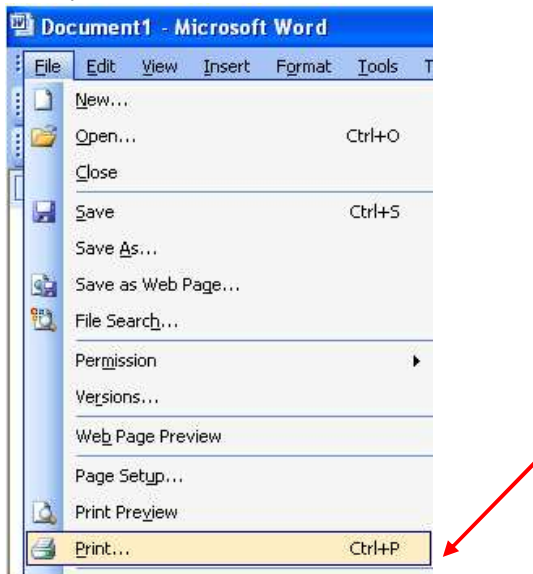 Document1 - Microsoft Word
File Edit View Insert Format Tools T
New...
Open... Ctrl+O
Close
Save Ctrl+S
Save As...
Save as Web Page...
File Search...
Permission
Versions...
Web Page Preview
Page Setup...
Print Preview
Print... Ctrl+P